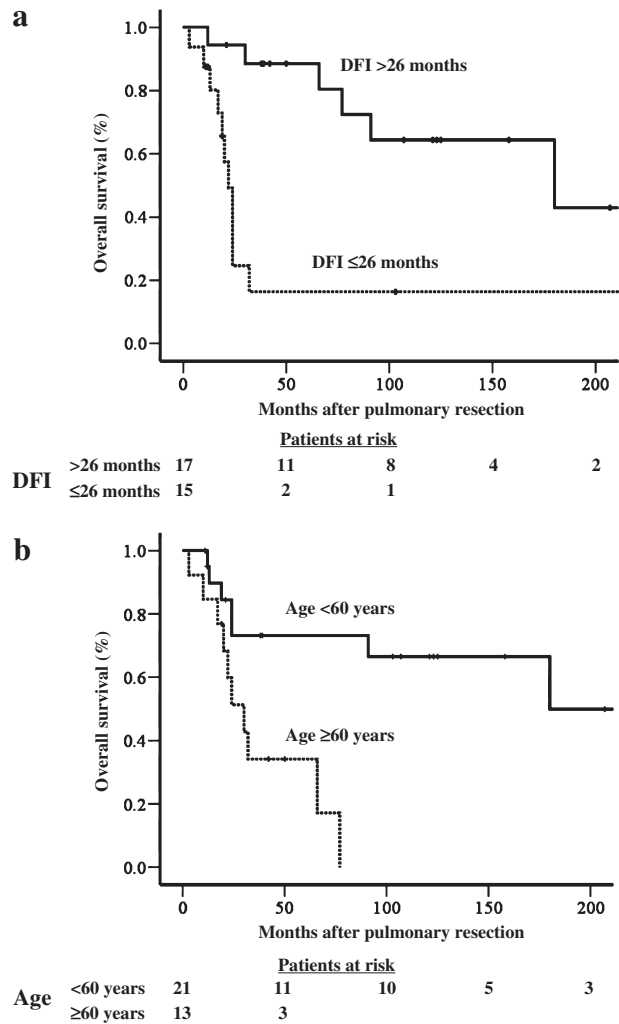 a
Overall survival (%)
1.0
0.8
0.6
0.4
0.2
0.0
DFI >26 months
DFI ≤26 months
0 50 100 150 200
Months after pulmonary resection
Patients at risk
DFI
>26 months 17 11 8 4 2
≤26 months 15 2 1
b
Overall survival (%)
1.0
0.8
0.6
0.4
0.2
0.0
Age <60 years
Age ≥60 years
0 50 100 150 200
Months after pulmonary resection
Patients at risk
Age
<60 years 21 11 10 5 3
≥60 years 13 3